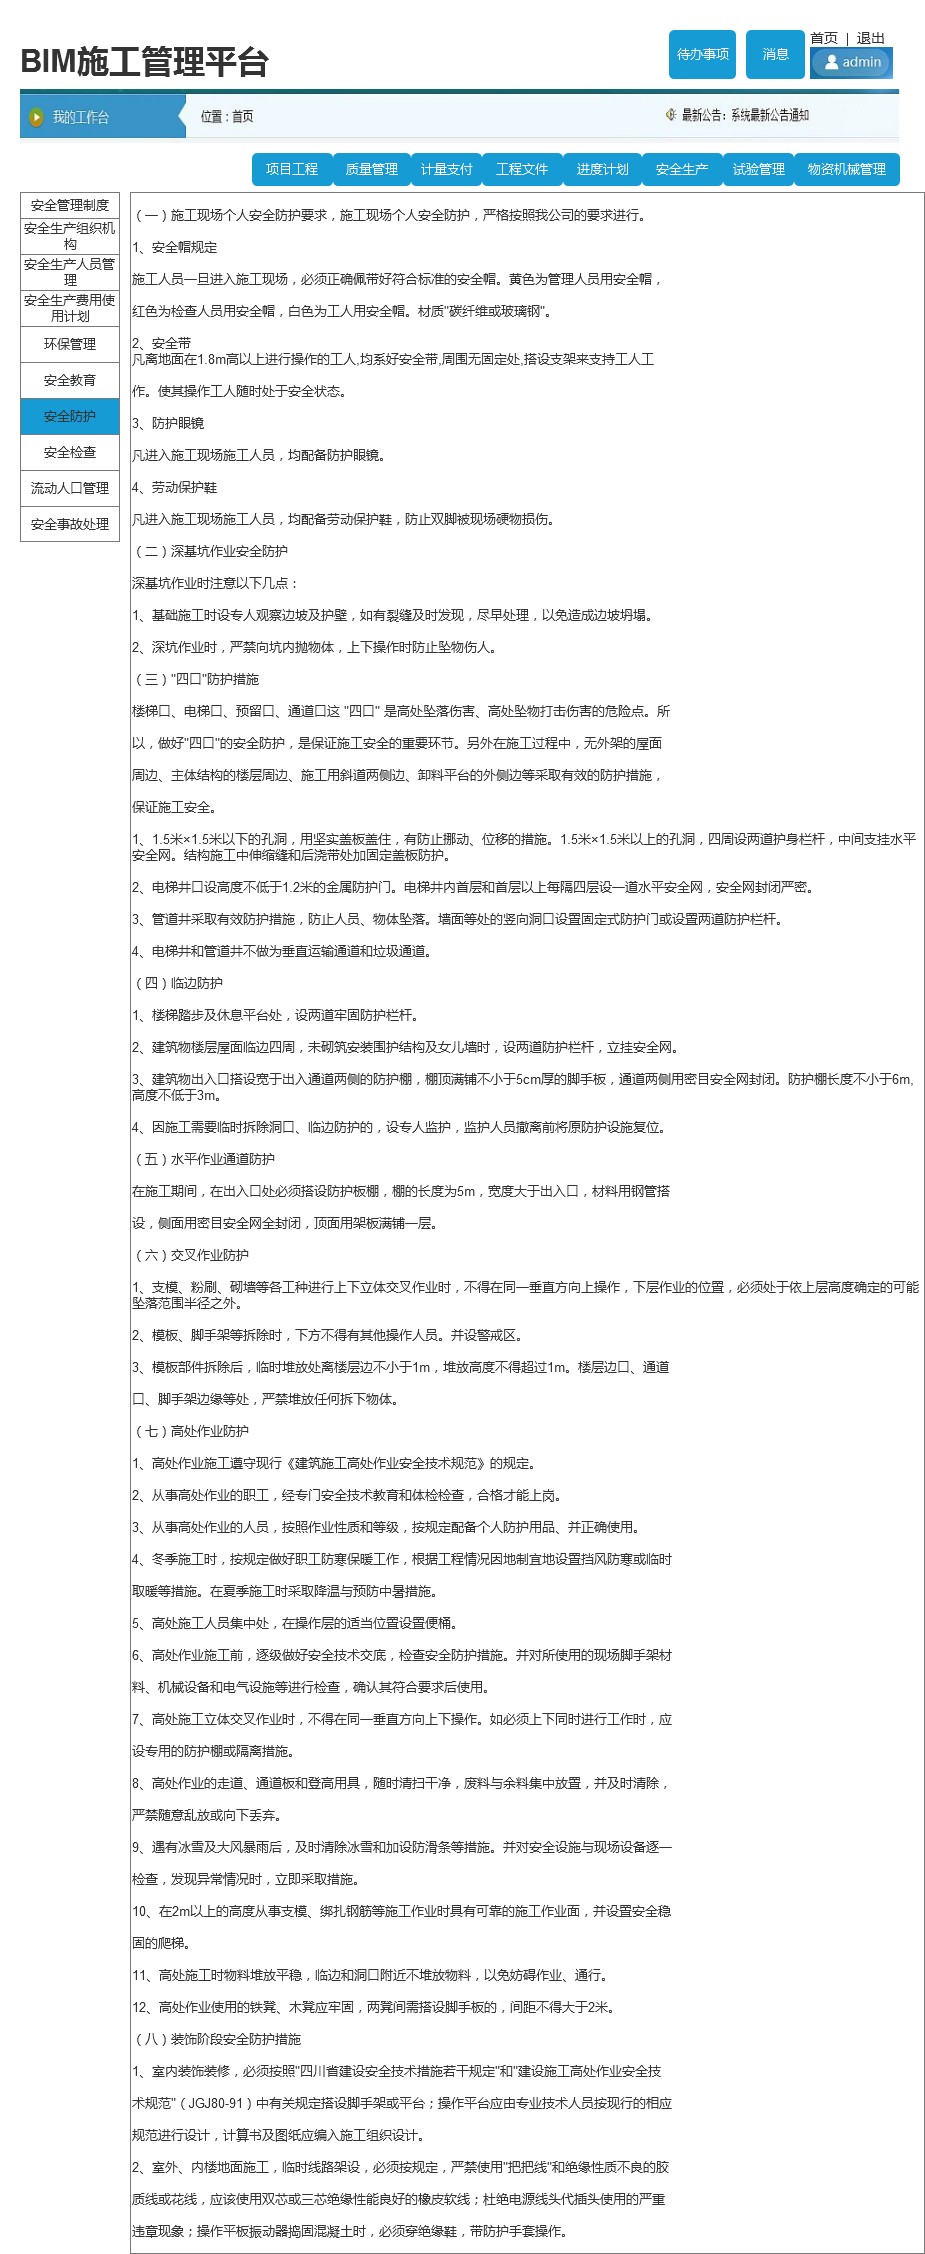 BIM施工管理平台
待办事项
消息
首页 | 退出
admin
我的工作台
位置：首页
最新公告：系统最新公告通知
项目工程
质量管理
计量支付
工程文件
进度计划
安全生产
试验管理
物资机械管理
安全管理制度
安全生产组织机
构
安全生产人员管
理
安全生产费用使
用计划
环保管理
安全教育
安全防护
安全检查
流动人口管理
安全事故处理
（一）施工现场个人安全防护要求，施工现场个人安全防护，严格按照我公司的要求进行。
1、安全帽规定
施工人员一旦进入施工现场，必须正确佩带好符合标准的安全帽。黄色为管理人员用安全帽，
红色为检查人员用安全帽，白色为工人用安全帽。材质"碳纤维或玻璃钢"。
2、安全带
凡离地面在1.8m高以上进行操作的工人,均系好安全带,周围无固定处,搭设支架来支持工人工
作。使其操作工人随时处于安全状态。
3、防护眼镜
凡进入施工现场施工人员，均配备防护眼镜。
4、劳动保护鞋
凡进入施工现场施工人员，均配备劳动保护鞋，防止双脚被现场硬物损伤。
（二）深基坑作业安全防护
深基坑作业时注意以下几点：
1、基础施工时设专人观察边坡及护壁，如有裂缝及时发现，尽早处理，以免造成边坡坍塌。
2、深坑作业时，严禁向坑内抛物体，上下操作时防止坠物伤人。
（三）"四口"防护措施
楼梯口、电梯口、预留口、通道口这 "四口" 是高处坠落伤害、高处坠物打击伤害的危险点。所
以，做好"四口"的安全防护，是保证施工安全的重要环节。另外在施工过程中，无外架的屋面
周边、主体结构的楼层周边、施工用斜道两侧边、卸料平台的外侧边等采取有效的防护措施，
保证施工安全。
1、1.5米×1.5米以下的孔洞，用坚实盖板盖住，有防止挪动、位移的措施。1.5米×1.5米以上的孔洞，四周设两道护身栏杆，中间支挂水平
安全网。结构施工中伸缩缝和后浇带处加固定盖板防护。
2、电梯井口设高度不低于1.2米的金属防护门。电梯井内首层和首层以上每隔四层设一道水平安全网，安全网封闭严密。
3、管道井采取有效防护措施，防止人员、物体坠落。墙面等处的竖向洞口设置固定式防护门或设置两道防护栏杆。
4、电梯井和管道井不做为垂直运输通道和垃圾通道。
（四）临边防护
1、楼梯踏步及休息平台处，设两道牢固防护栏杆。
2、建筑物楼层屋面临边四周，未砌筑安装围护结构及女儿墙时，设两道防护栏杆，立挂安全网。
3、建筑物出入口搭设宽于出入通道两侧的防护棚，棚顶满铺不小于5cm厚的脚手板，通道两侧用密目安全网封闭。防护棚长度不小于6m,
高度不低于3m。
4、因施工需要临时拆除洞口、临边防护的，设专人监护，监护人员撤离前将原防护设施复位。
（五）水平作业通道防护
在施工期间，在出入口处必须搭设防护板棚，棚的长度为5m，宽度大于出入口，材料用钢管搭
设，侧面用密目安全网全封闭，顶面用架板满铺一层。
（六）交叉作业防护
1、支模、粉刷、砌墙等各工种进行上下立体交叉作业时，不得在同一垂直方向上操作，下层作业的位置，必须处于依上层高度确定的可能
坠落范围半径之外。
2、模板、脚手架等拆除时，下方不得有其他操作人员。并设警戒区。
3、模板部件拆除后，临时堆放处离楼层边不小于1m，堆放高度不得超过1m。楼层边口、通道
口、脚手架边缘等处，严禁堆放任何拆下物体。
（七）高处作业防护
1、高处作业施工遵守现行《建筑施工高处作业安全技术规范》的规定。
2、从事高处作业的职工，经专门安全技术教育和体检检查，合格才能上岗。
3、从事高处作业的人员，按照作业性质和等级，按规定配备个人防护用品、并正确使用。
4、冬季施工时，按规定做好职工防寒保暖工作，根据工程情况因地制宜地设置挡风防寒或临时
取暖等措施。在夏季施工时采取降温与预防中暑措施。
5、高处施工人员集中处，在操作层的适当位置设置便桶。
6、高处作业施工前，逐级做好安全技术交底，检查安全防护措施。并对所使用的现场脚手架材
料、机械设备和电气设施等进行检查，确认其符合要求后使用。
7、高处施工立体交叉作业时，不得在同一垂直方向上下操作。如必须上下同时进行工作时，应
设专用的防护棚或隔离措施。
8、高处作业的走道、通道板和登高用具，随时清扫干净，废料与余料集中放置，并及时清除，
严禁随意乱放或向下丢弃。
9、遇有冰雪及大风暴雨后，及时清除冰雪和加设防滑条等措施。并对安全设施与现场设备逐一
检查，发现异常情况时，立即采取措施。
10、在2m以上的高度从事支模、绑扎钢筋等施工作业时具有可靠的施工作业面，并设置安全稳
固的爬梯。
11、高处施工时物料堆放平稳，临边和洞口附近不堆放物料，以免妨碍作业、通行。
12、高处作业使用的铁凳、木凳应牢固，两凳间需搭设脚手板的，间距不得大于2米。
（八）装饰阶段安全防护措施
1、室内装饰装修，必须按照"四川省建设安全技术措施若干规定"和"建设施工高处作业安全技
术规范"（JGJ80-91）中有关规定搭设脚手架或平台；操作平台应由专业技术人员按现行的相应
规范进行设计，计算书及图纸应编入施工组织设计。
2、室外、内楼地面施工，临时线路架设，必须按规定，严禁使用"把把线"和绝缘性质不良的胶
质线或花线，应该使用双芯或三芯绝缘性能良好的橡皮软线；杜绝电源线头代插头使用的严重
违章现象；操作平板振动器捣固混凝土时，必须穿绝缘鞋，带防护手套操作。